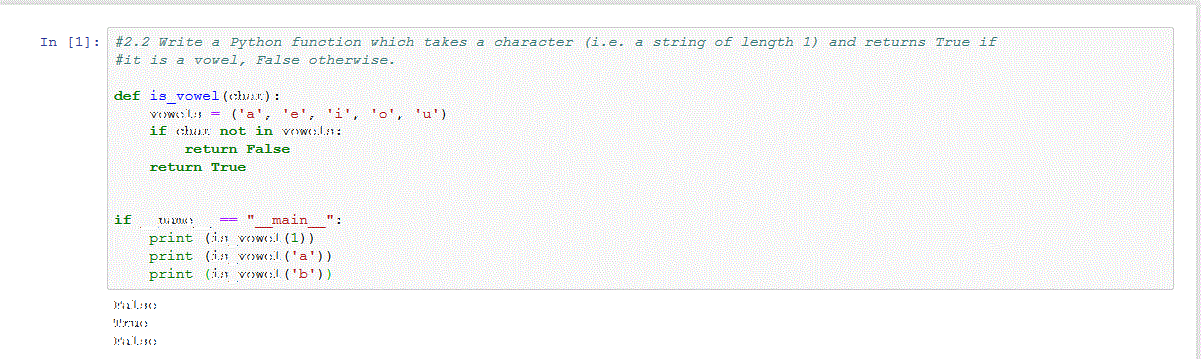 In [1]: #2.2 Write a Python function which takes a character (i.e. a string of length 1) and returns True if
#it is a vowel, False otherwise.
def is_vowel(char):
    vowels = ('a', 'e', 'i', 'o', 'u')
    if char not in vowels:
        return False
    return True
if __name__ == "__main__":
    print (is_vowel(1))
    print (is_vowel('a'))
    print (is_vowel('b'))
False
True
False